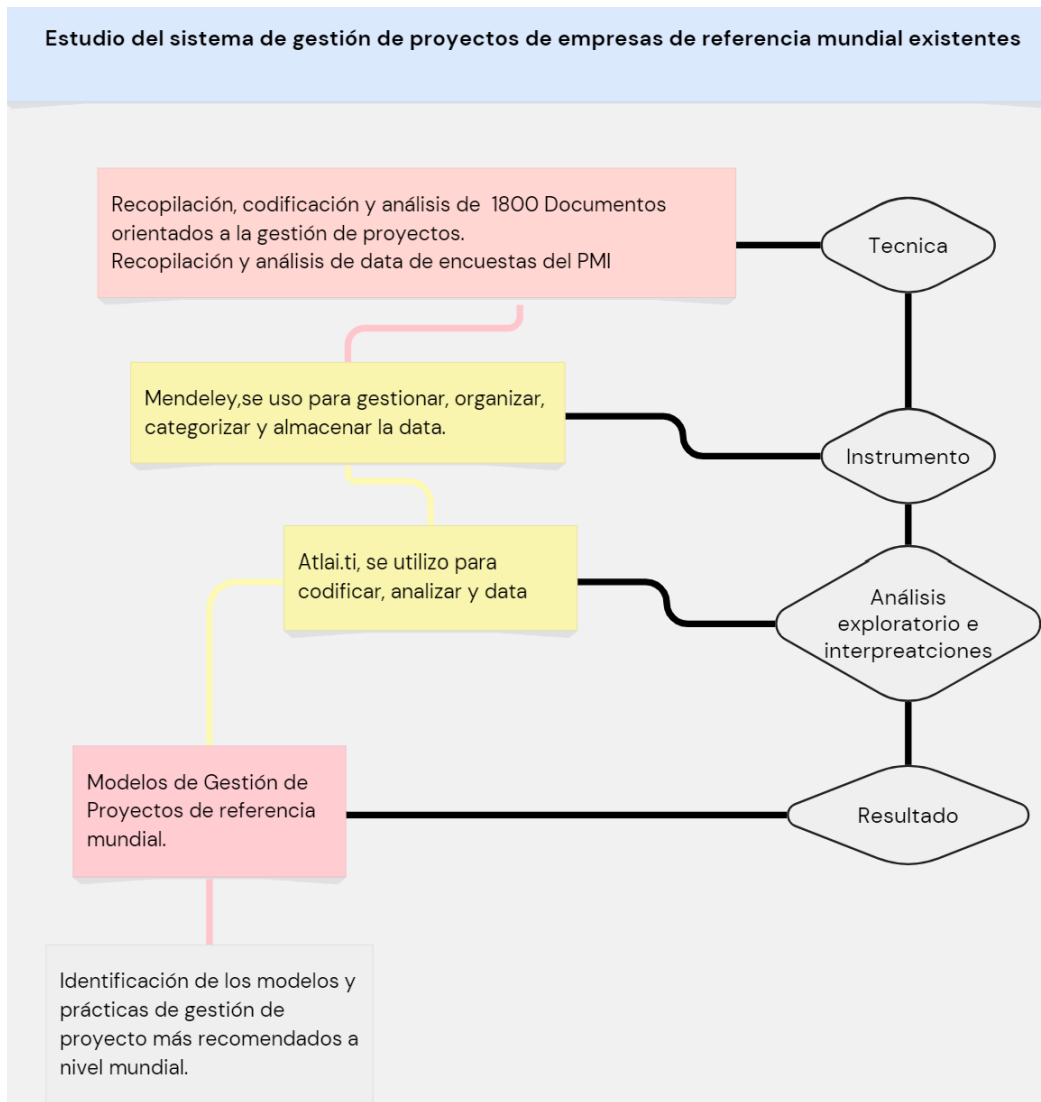 Estudio del sistema de gestión de proyectos de empresas de referencia mundial existentes
Recopilación, codificación y análisis de 1800 Documentos
orientados a la gestión de proyectos.
Recopilación y análisis de data de encuestas del PMI
Tecnica
Mendeley,se uso para gestionar, organizar,
categorizar y almacenar la data.
Instrumento
Atlai.ti, se utilizo para
codificar, analizar y data
Análisis
exploratorio e
interpreatciones
Modelos de Gestión de
Proyectos de referencia
mundial.
Resultado
Identificación de los modelos y
prácticas de gestión de
proyecto más recomendados a
nivel mundial.